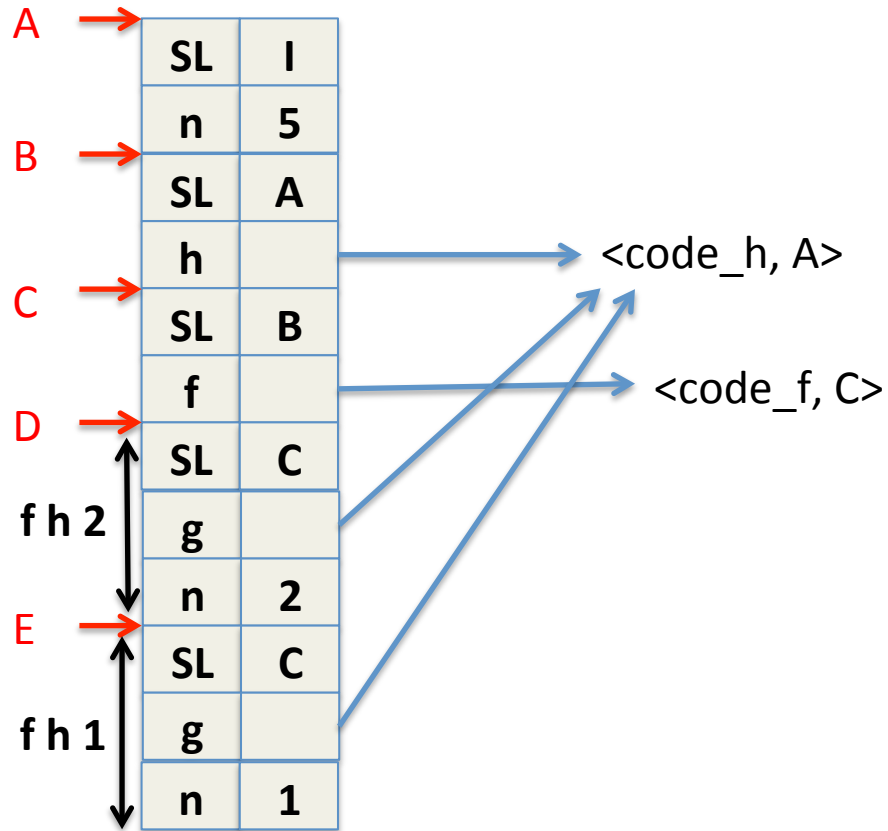 A
SL I
n 5
B
SL A
h
<code_h, A>
C
SL B
f
<code_f, C>
D
SL C
f h 2
g
n 2
E
SL C
f h 1
g
n 1